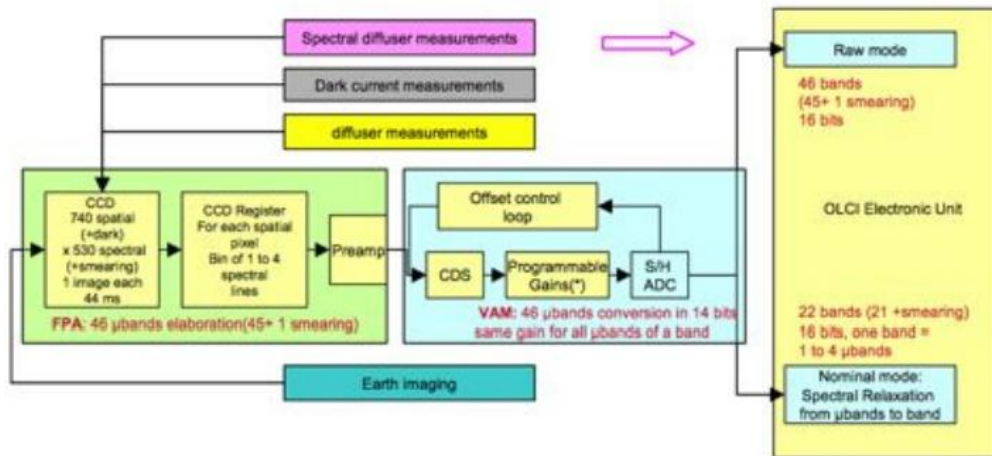 Spectral diffuser measurements
Dark current measurements
diffuser measurements
CCD
740 spatial
(+dark)
x 530 spectral
(+smearing)
1 image each
44 ms
CCD Register
For each spatial
pixel
Bin of 1 to 4
spectral
lines
Preamp
FPA: 46 µbands elaboration(45+ 1 smearing)
Offset control
loop
CDS
Programmable
Gains(*)
S/H
ADC
VAM: 46 µbands conversion in 14 bits
same gain for all µbands of a band
Earth imaging
Raw mode
46 bands
(45+ 1 smearing)
16 bits
OLCI Electronic Unit
22 bands (21 +smearing)
16 bits, one band =
1 to 4 µbands
Nominal mode:
Spectral Relaxation
from µbands to band